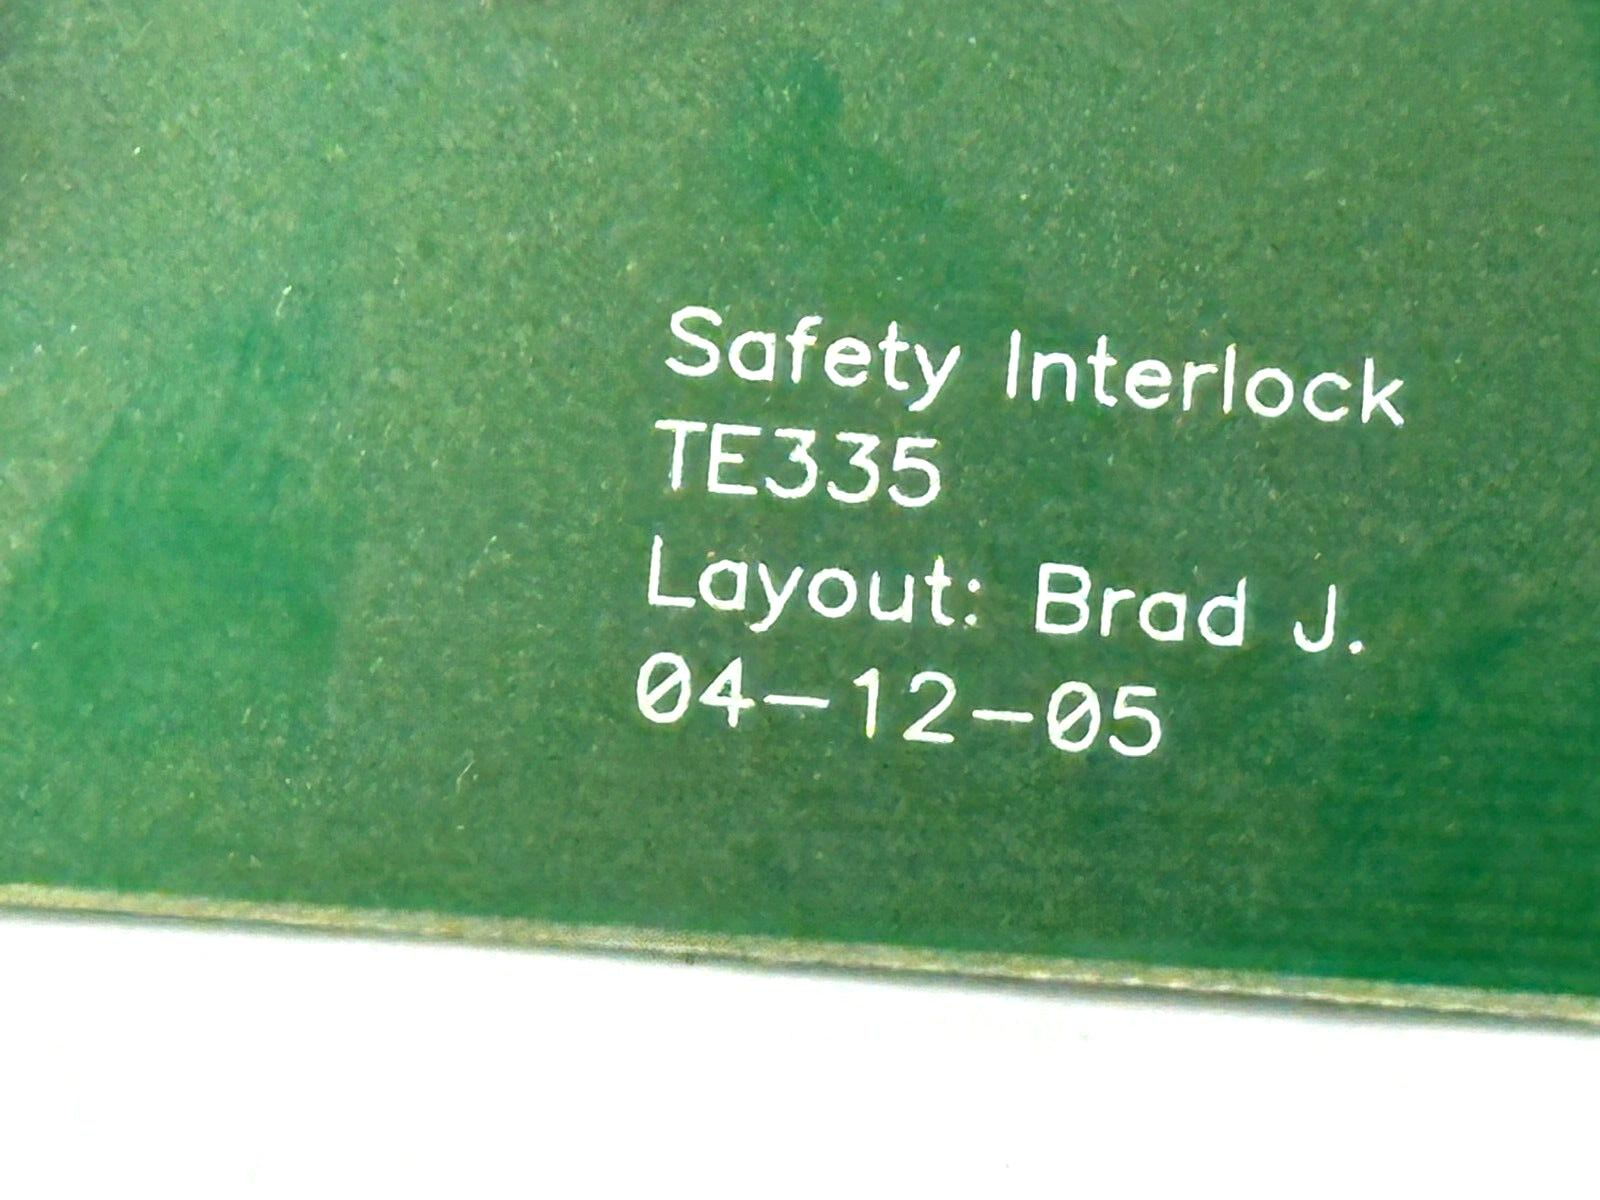 Safety Interlock
TE335
Layout: Brad J.
04-12-05